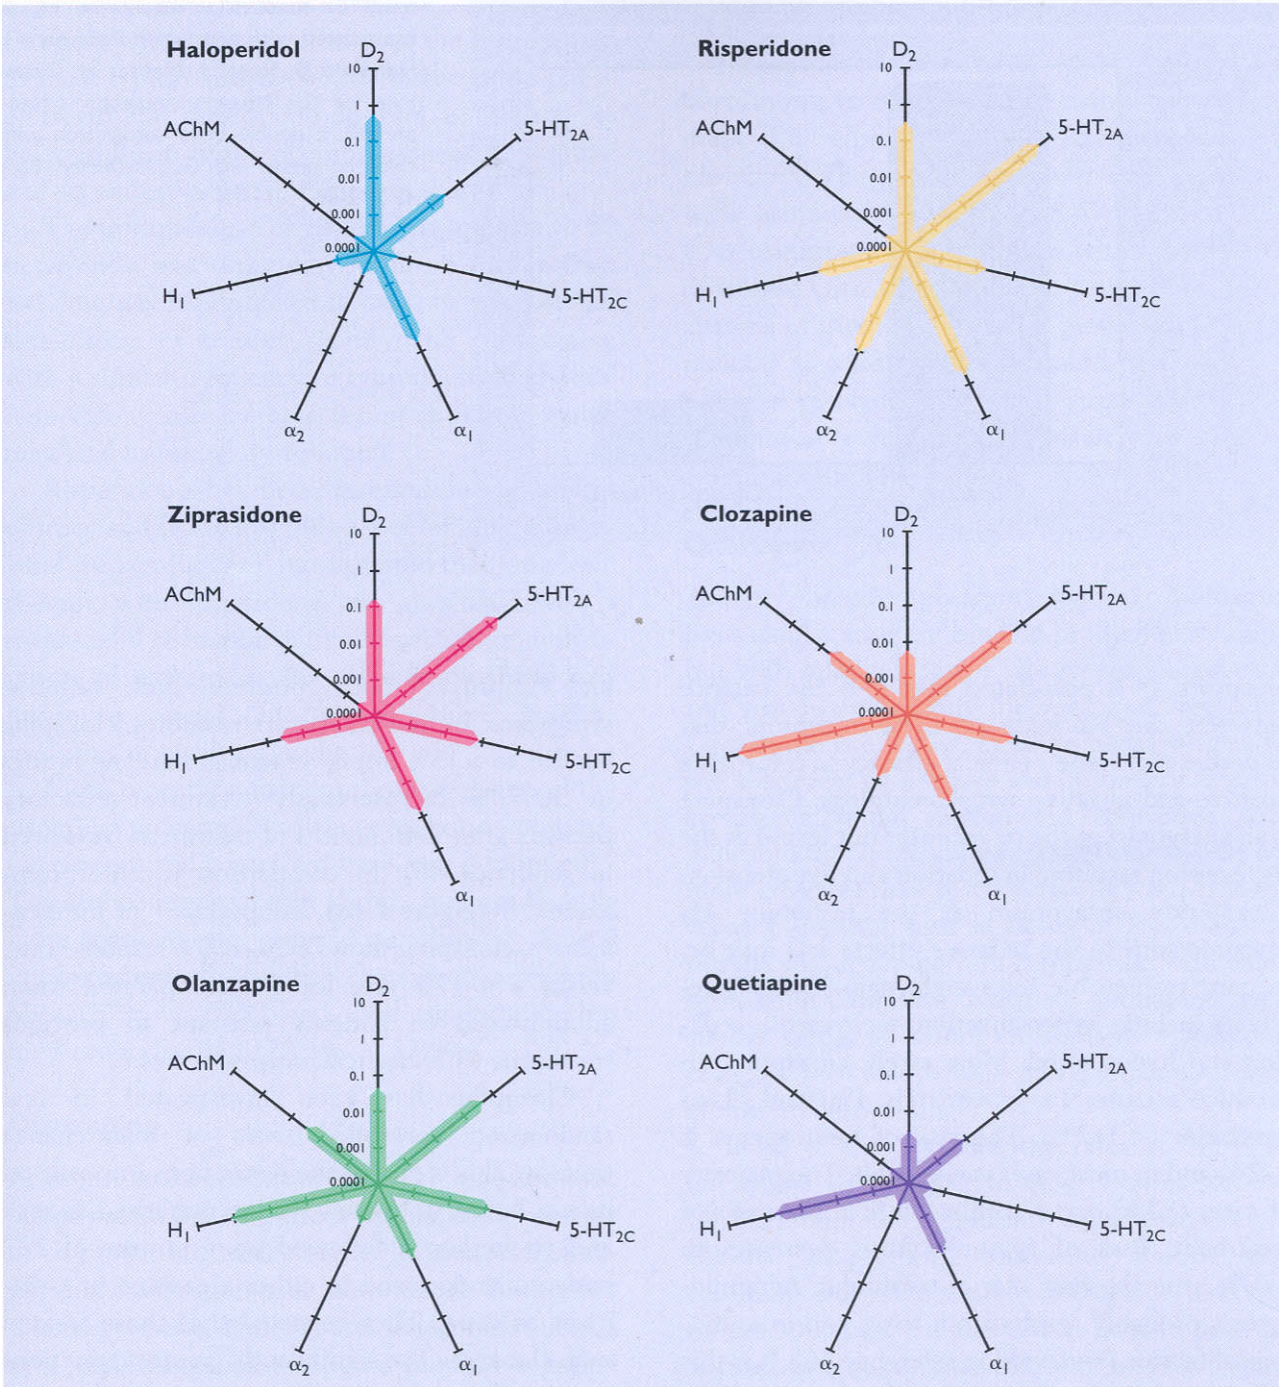 Haloperidol
D2
10
1
0.1
0.01
0.001
0.0001
AChM
5-HT2A
H1
5-HT2C
α2
α1
Risperidone
D2
10
1
0.1
0.01
0.001
0.0001
AChM
5-HT2A
H1
5-HT2C
α2
α1
Ziprasidone
D2
10
1
0.1
0.01
0.001
0.0001
AChM
5-HT2A
H1
5-HT2C
α1
Clozapine
D2
10
1
0.1
0.01
0.001
0.0001
AChM
5-HT2A
H1
5-HT2C
α2
α1
Olanzapine
D2
10
1
0.1
0.01
0.001
0.0001
AChM
5-HT2A
H1
5-HT2C
α2
α1
Quetiapine
D2
10
1
0.1
0.01
0.001
0.0001
AChM
5-HT2A
H1
5-HT2C
α2
α1